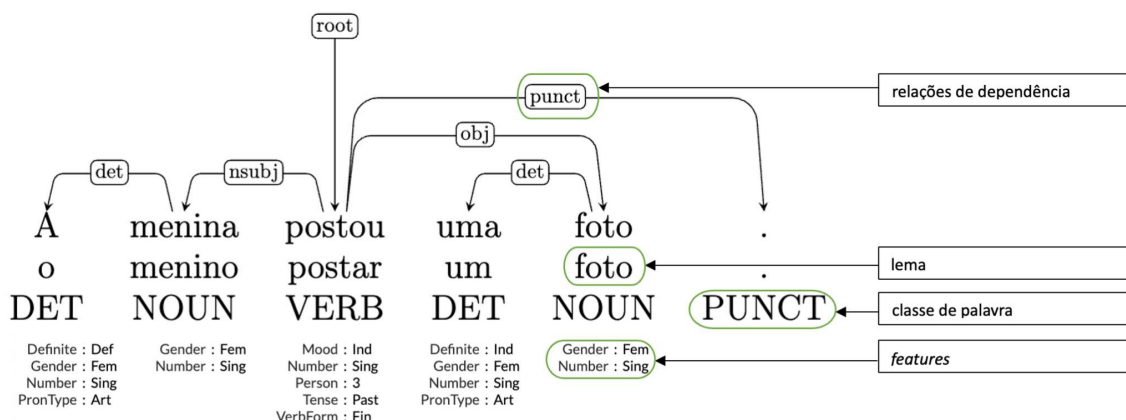 root
punct
relações de dependência
obj
det nsubj det
A menina postou uma foto .
o menino postar um foto .
lema
DET NOUN VERB DET NOUN PUNCT
classe de palavra
Definite : Def
Gender : Fem
Number : Sing
PronType : Art
Gender : Fem
Number : Sing
Mood : Ind
Number : Sing
Person : 3
Tense : Past
VerbForm : Fin
Definite : Ind
Gender : Fem
Number : Sing
PronType : Art
Gender : Fem
Number : Sing
features